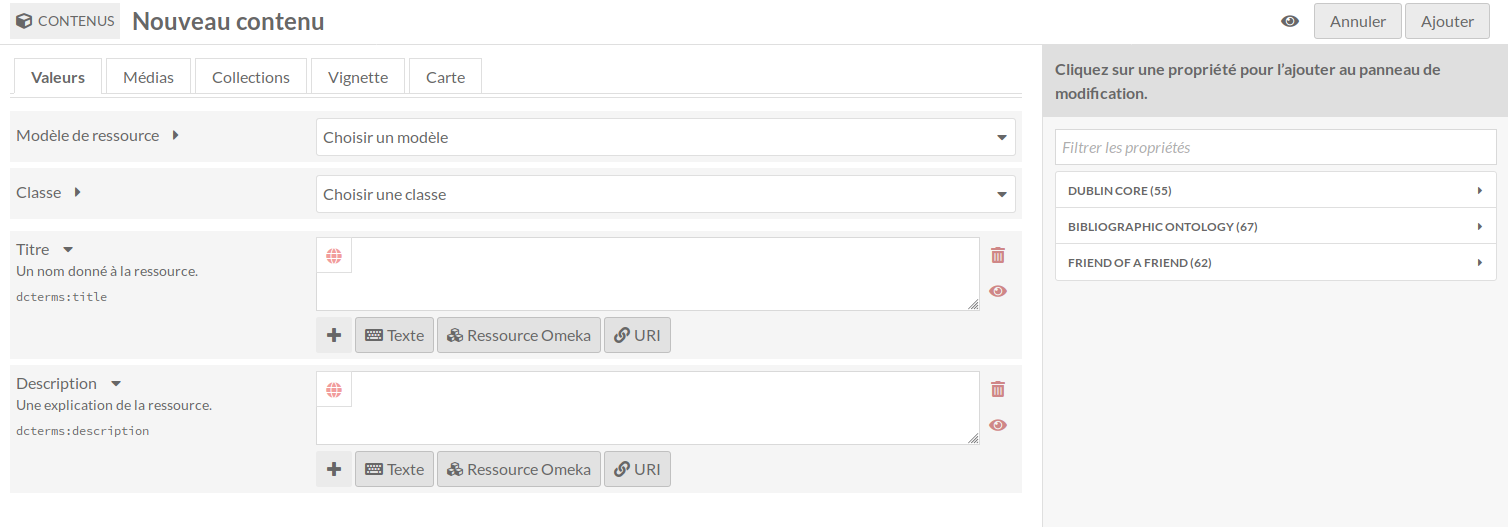 CONTENUS Nouveau contenu Annuler Ajouter
Valeurs Médias Collections Vignette Carte
Modèle de ressource Choisir un modèle
Classe Choisir une classe
Titre
Un nom donné à la ressource.
dcterms:title
Texte Ressource Omeka URI
Description
Une explication de la ressource.
dcterms:description
Texte Ressource Omeka URI
Cliquez sur une propriété pour l’ajouter au panneau de
modification.
Filtrer les propriétés
DUBLIN CORE (55)
BIBLIOGRAPHIC ONTOLOGY (67)
FRIEND OF A FRIEND (62)